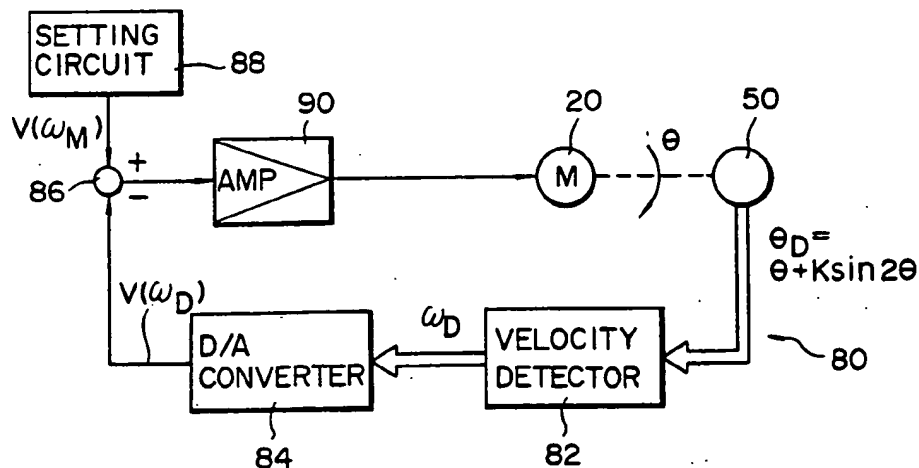 SETTING
CIRCUIT
88
V(ωM)
86
+
−
90
AMP
20
M
θ
50
θD=
θ+Ksin2θ
80
V(ωD)
D/A
CONVERTER
84
ωD
VELOCITY
DETECTOR
82